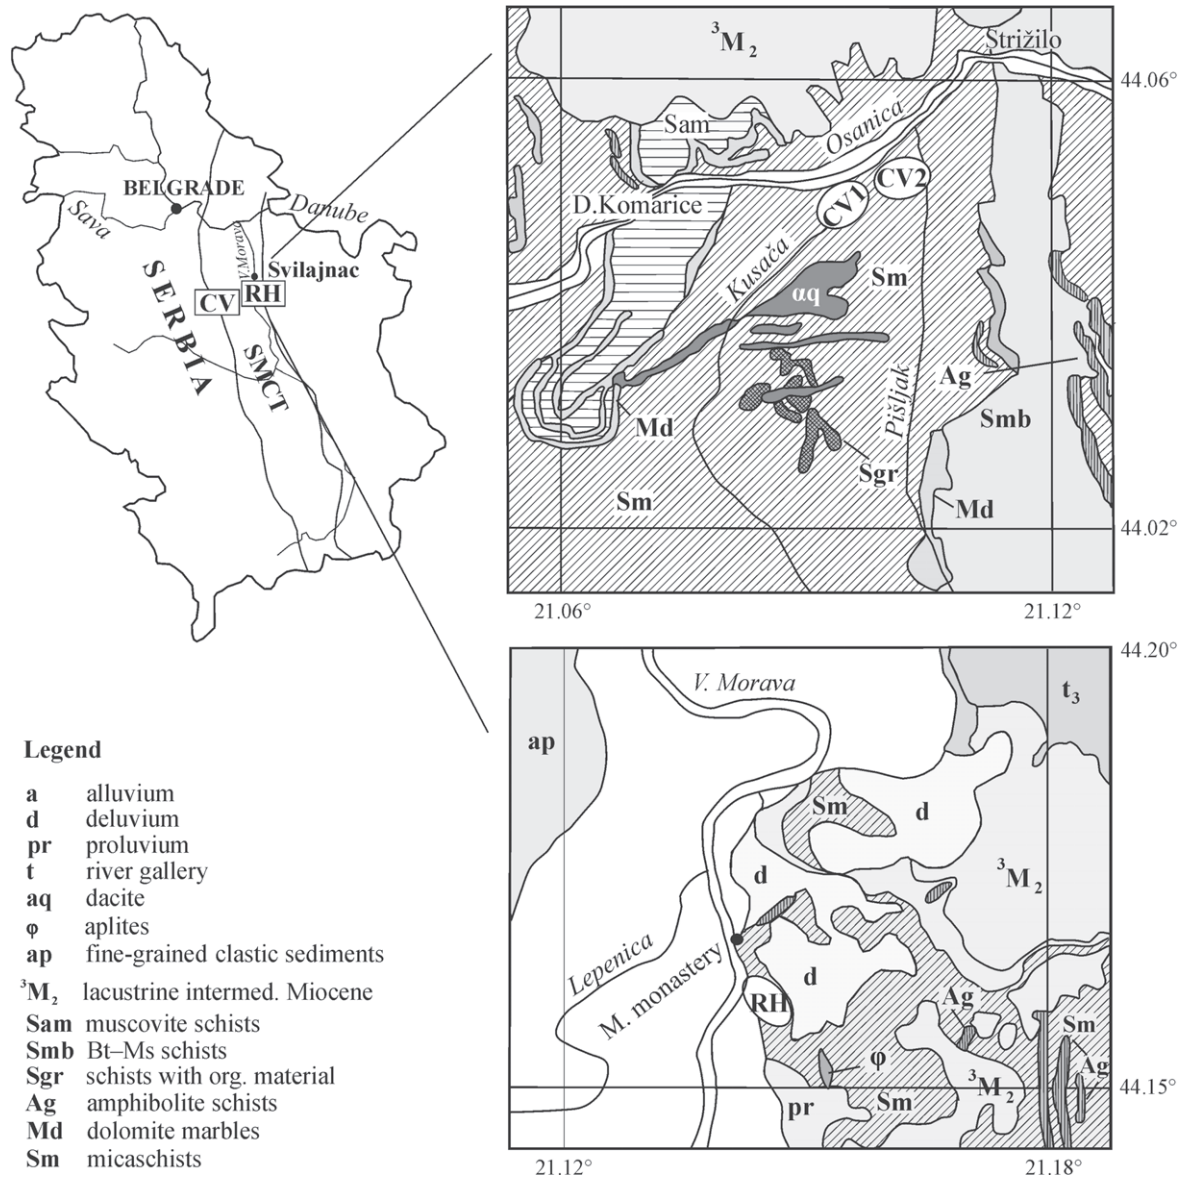 BELGRADE
Sava
Danube
V.Morava
Svilajnac
CV
RH
SERBIA
SMCT
³M₂
Strižilo
44.06°
Sam
Osanica
CV2
D.Komarice
CV1
Kusača
Sm
αq
Ag
Pišljak
Smb
Md
Sgr
Sm
Md
44.02°
21.06°
21.12°
44.20°
V. Morava
t₃
ap
Sm
d
³M₂
d
Lepenica
M. monastery
d
RH
Ag
Sm
φ
³M₂
Ag
44.15°
pr
Sm
21.12°
21.18°
Legend
a alluvium
d deluvium
pr proluvium
t river gallery
aq dacite
φ aplites
ap fine-grained clastic sediments
³M₂ lacustrine intermed. Miocene
Sam muscovite schists
Smb Bt–Ms schists
Sgr schists with org. material
Ag amphibolite schists
Md dolomite marbles
Sm micaschists